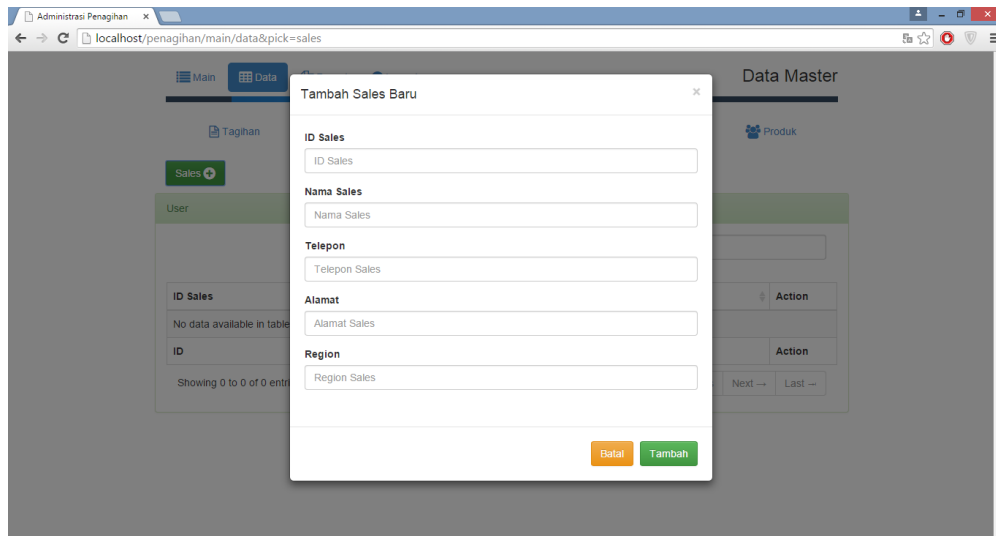 Administrasi Penagihan
localhost/penagihan/main/data&pick=sales
Main Data Data Master
Tagihan Produk
Sales
User
Tambah Sales Baru ×
ID Sales
ID Sales
Nama Sales
Nama Sales
Telepon
Telepon Sales
Alamat
Alamat Sales
Region
Region Sales
Batal Tambah
ID Sales Action
No data available in table
ID Action
Showing 0 to 0 of 0 entri
Next → Last →